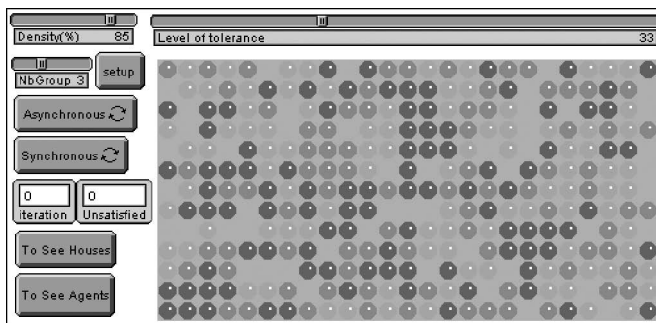 Density(%) 85
Level of tolerance 33
NbGroup 3
setup
Asynchronous
Synchronous
0
iteration
0
Unsatisfied
To See Houses
To See Agents